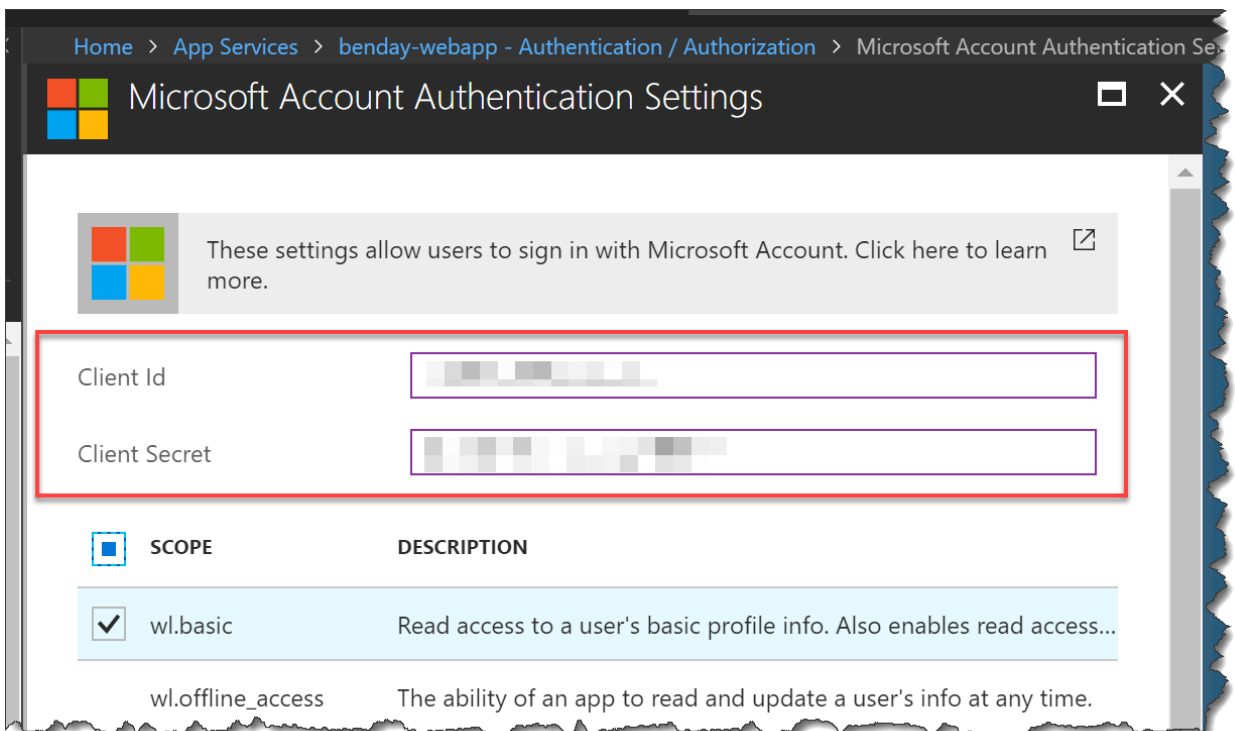 Home > App Services > benday-webapp - Authentication / Authorization > Microsoft Account Authentication Se
Microsoft Account Authentication Settings
These settings allow users to sign in with Microsoft Account. Click here to learn
more.
Client Id
Client Secret
SCOPE DESCRIPTION
wl.basic Read access to a user's basic profile info. Also enables read access...
wl.offline_access The ability of an app to read and update a user's info at any time.